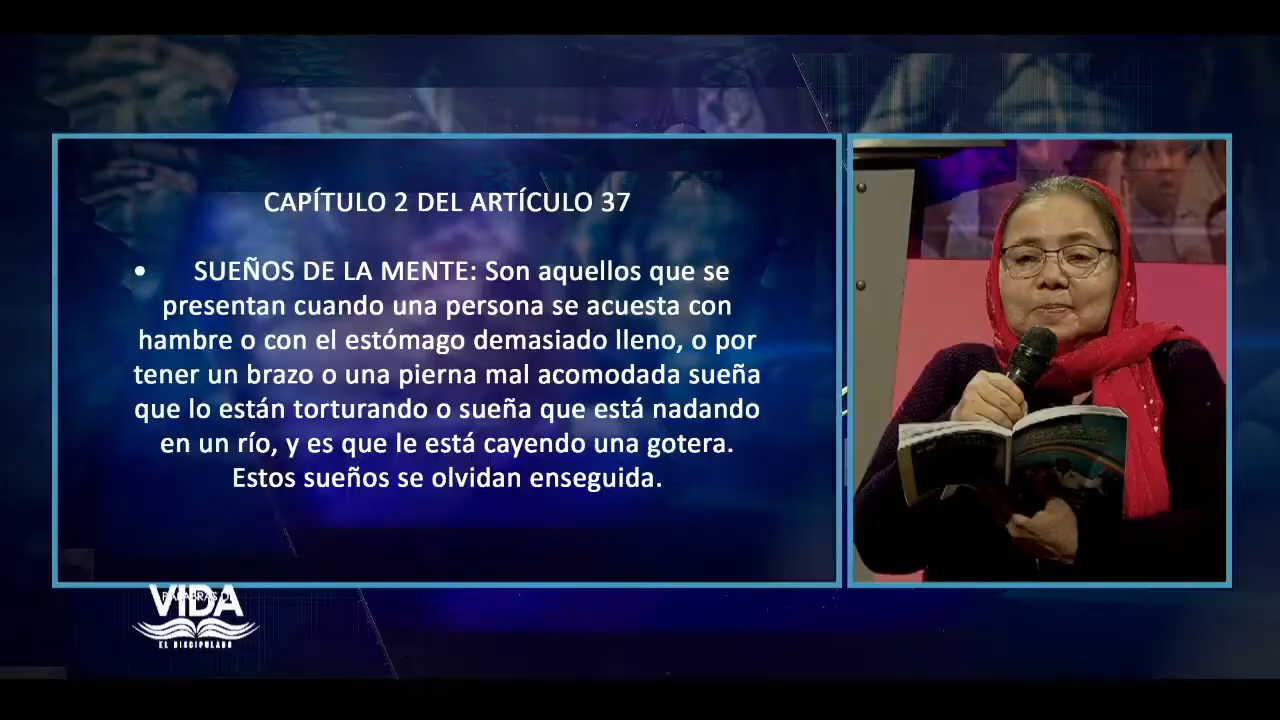 CAPÍTULO 2 DEL ARTÍCULO 37
• SUEÑOS DE LA MENTE: Son aquellos que se
presentan cuando una persona se acuesta con
hambre o con el estómago demasiado lleno, o por
tener un brazo o una pierna mal acomodada sueña
que lo están torturando o sueña que está nadando
en un río, y es que le está cayendo una gotera.
Estos sueños se olvidan enseguida.
PALABRAS DE
VIDA
EL DISCIPULADO